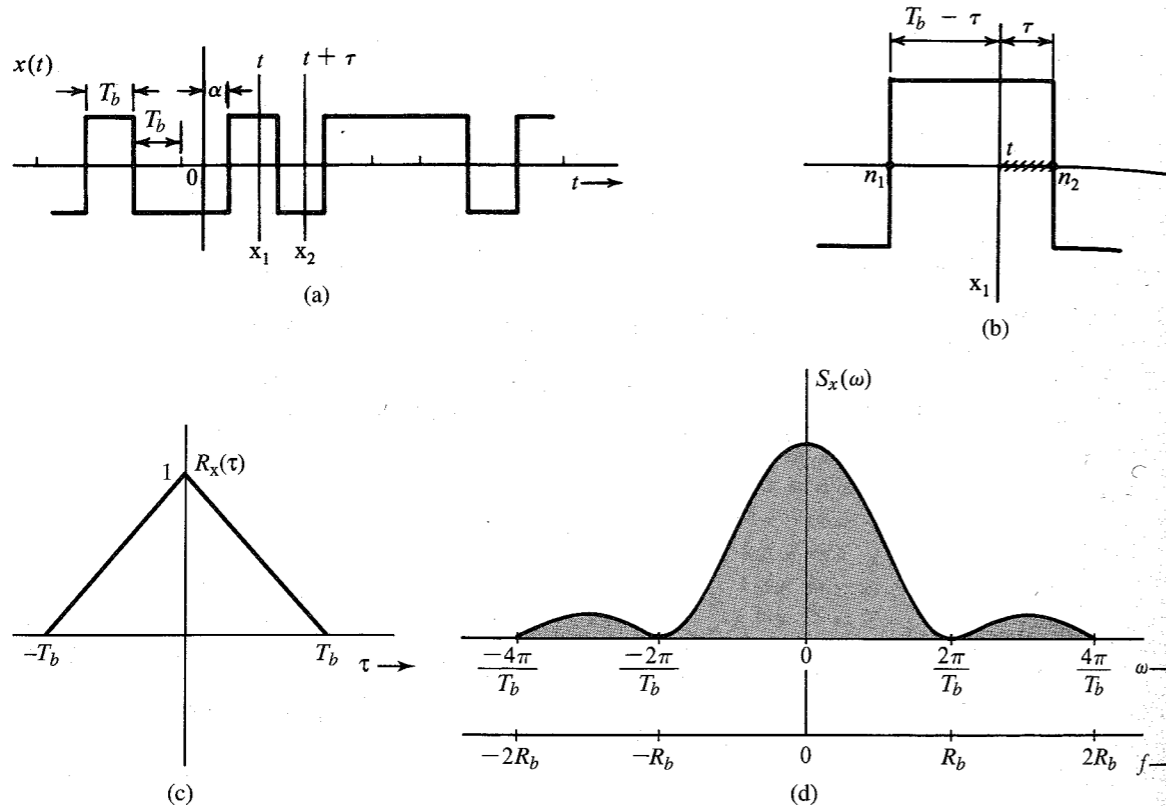 x(t)
T_b
T_b
α
t
t + τ
0
t
x_1
x_2
(a)
T_b − τ
τ
t
n_1
n_2
x_1
(b)
1
R_x(τ)
−T_b
T_b
τ
(c)
S_x(ω)
−4π/T_b
−2π/T_b
0
2π/T_b
4π/T_b
ω
−2R_b
−R_b
0
R_b
2R_b
f
(d)